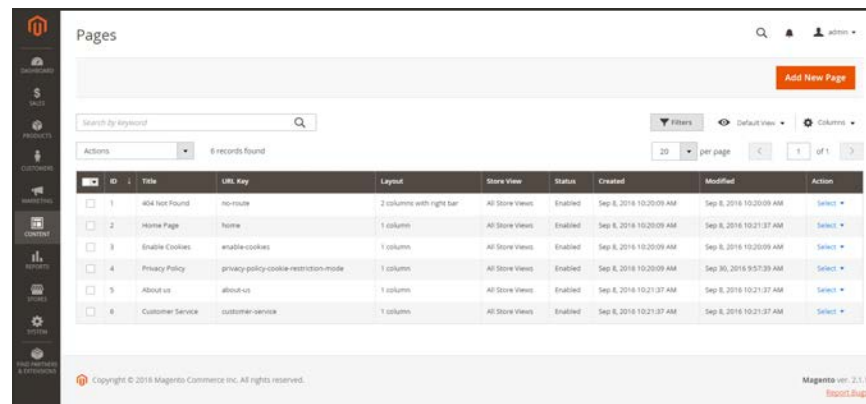 Pages
admin
DASHBOARD
SALES
PRODUCTS
CUSTOMERS
MARKETING
CONTENT
REPORTS
STORES
SYSTEM
FIND PARTNERS
& EXTENSIONS
Add New Page
Search by keyword
Filters
Default View
Columns
Actions
6 records found
20
per page
1
of 1
ID Title URL Key Layout Store View Status Created Modified Action
1 404 Not Found no-route 2 columns with right bar All Store Views Enabled Sep 8, 2016 10:20:09 AM Sep 8, 2016 10:20:09 AM Select
2 Home Page home 1 column All Store Views Enabled Sep 8, 2016 10:20:09 AM Sep 8, 2016 10:21:37 AM Select
3 Enable Cookies enable-cookies 1 column All Store Views Enabled Sep 8, 2016 10:20:09 AM Sep 8, 2016 10:20:09 AM Select
4 Privacy Policy privacy-policy-cookie-restriction-mode 1 column All Store Views Enabled Sep 8, 2016 10:20:09 AM Sep 30, 2016 9:57:39 AM Select
5 About us about-us 1 column All Store Views Enabled Sep 8, 2016 10:21:37 AM Sep 8, 2016 10:21:37 AM Select
6 Customer Service customer-service 1 column All Store Views Enabled Sep 8, 2016 10:21:37 AM Sep 8, 2016 10:21:37 AM Select
Copyright © 2016 Magento Commerce Inc. All rights reserved.
Magento ver. 2.1.
Report Bug